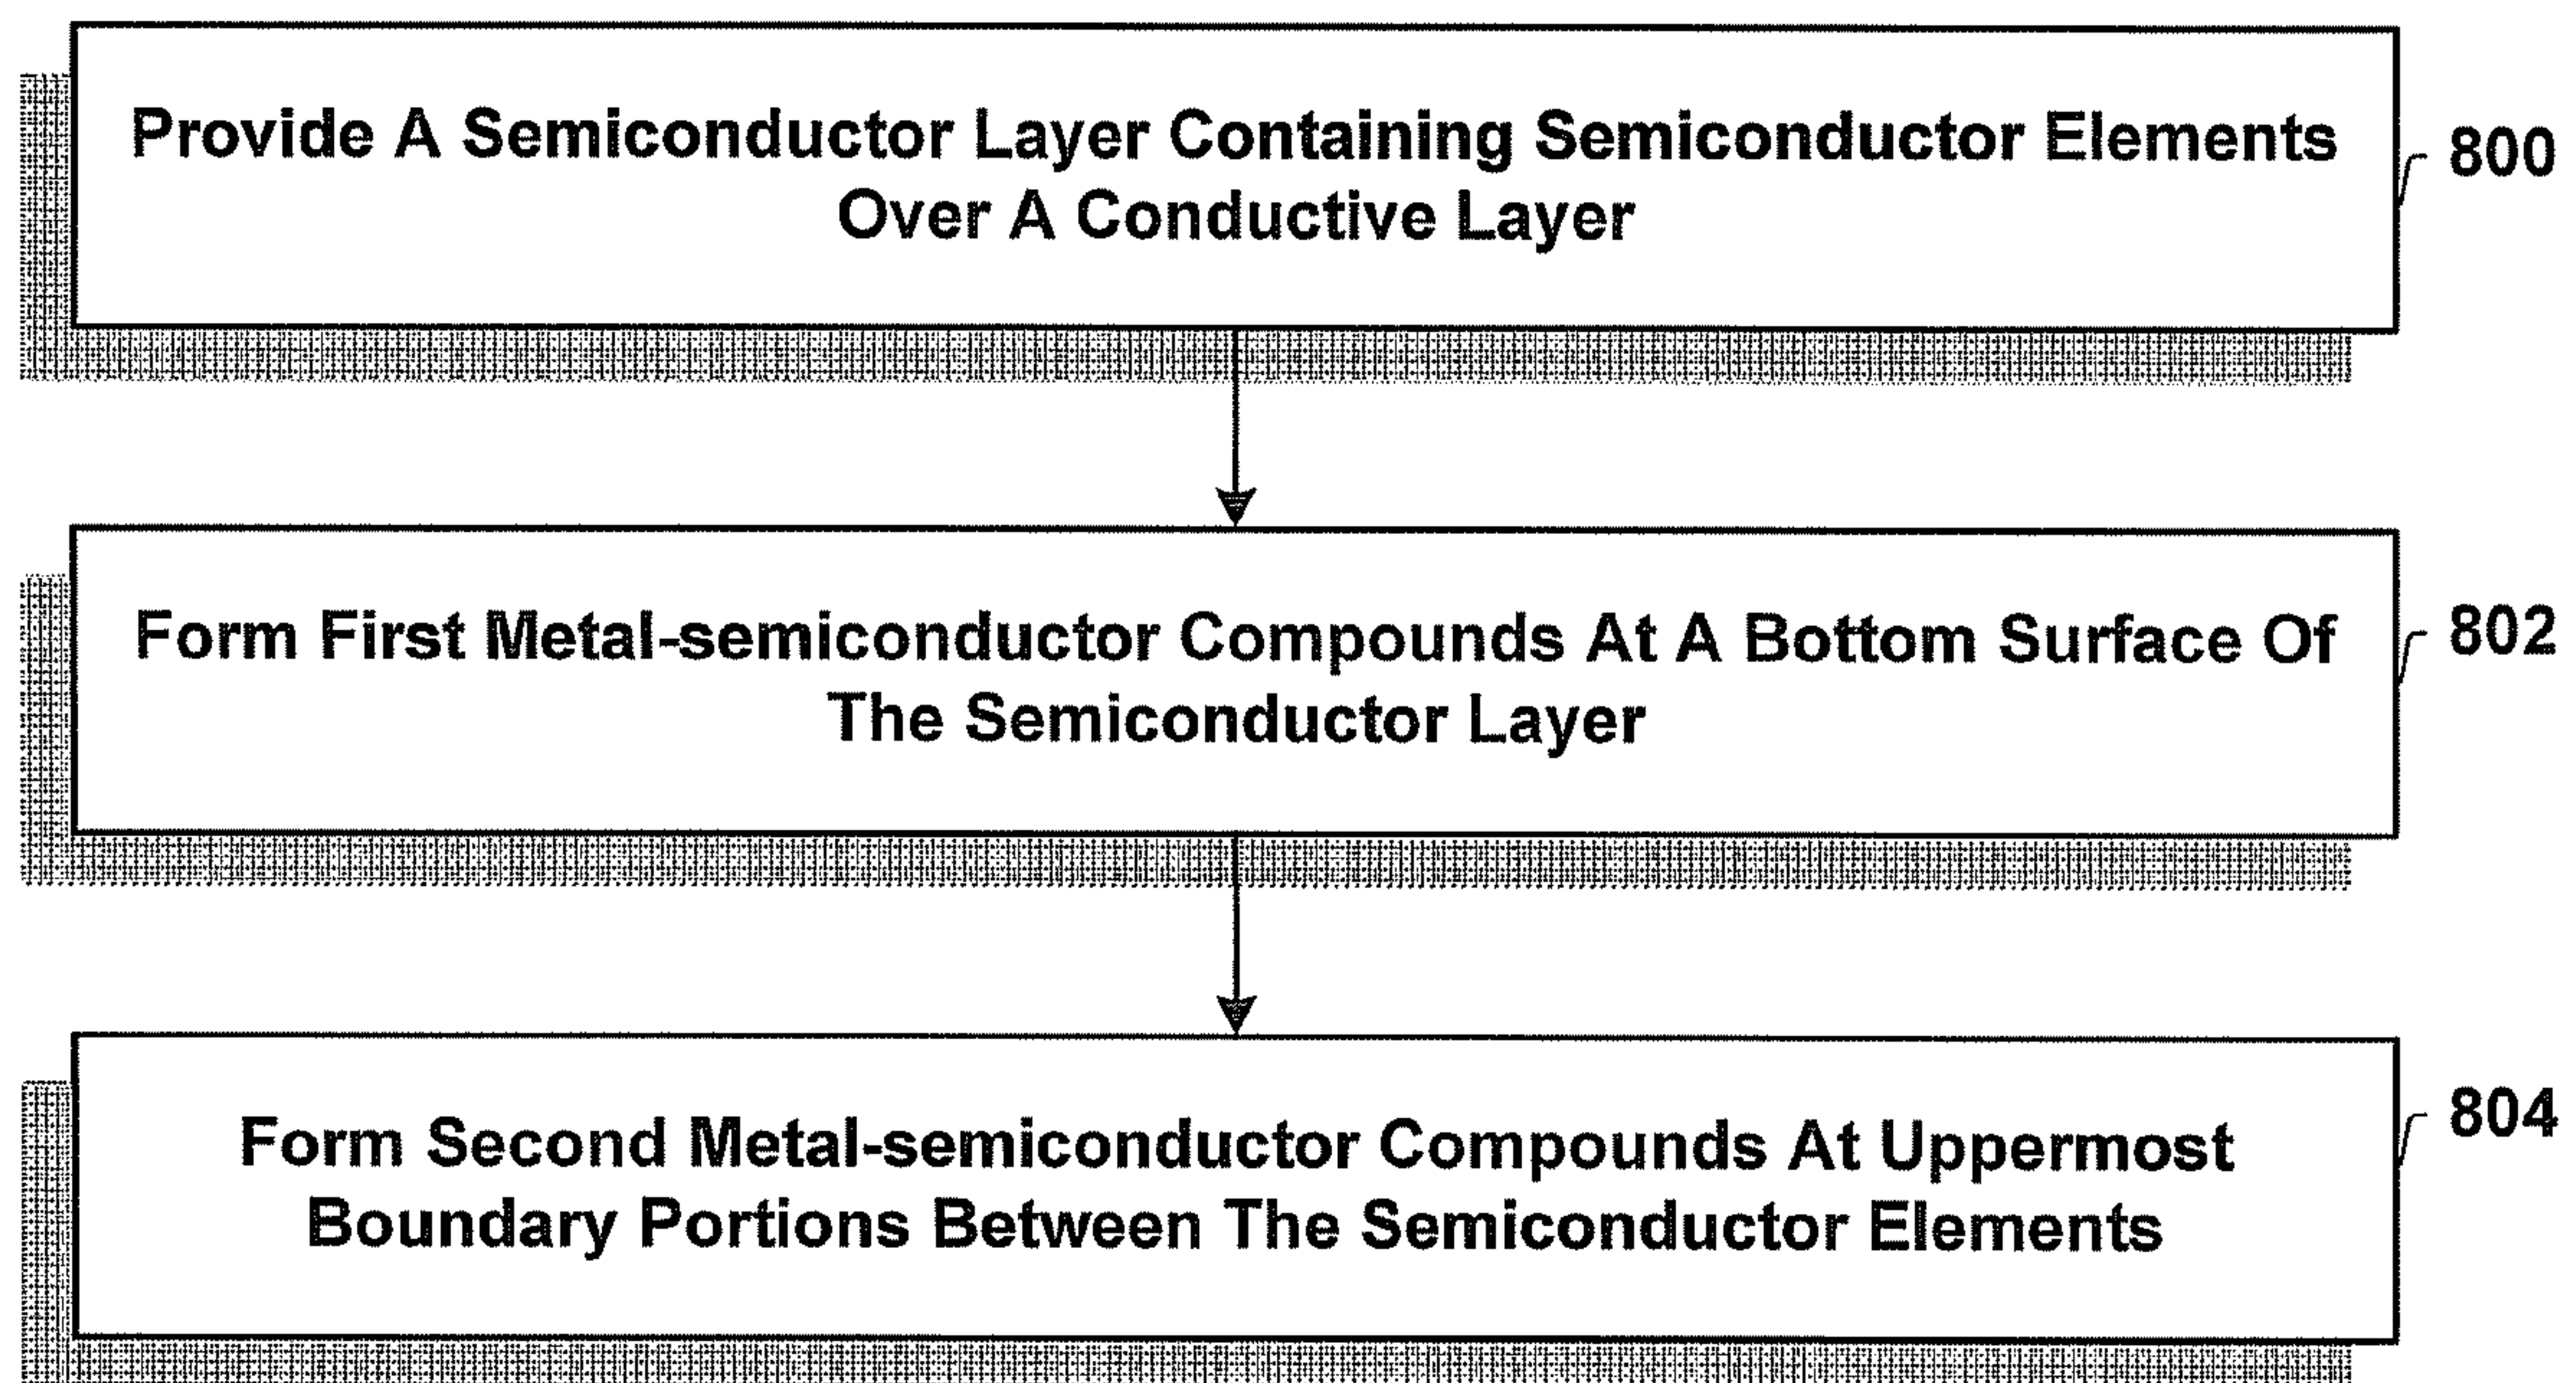 Provide A Semiconductor Layer Containing Semiconductor Elements
Over A Conductive Layer
800
Form First Metal-semiconductor Compounds At A Bottom Surface Of
The Semiconductor Layer
802
Form Second Metal-semiconductor Compounds At Uppermost
Boundary Portions Between The Semiconductor Elements
804